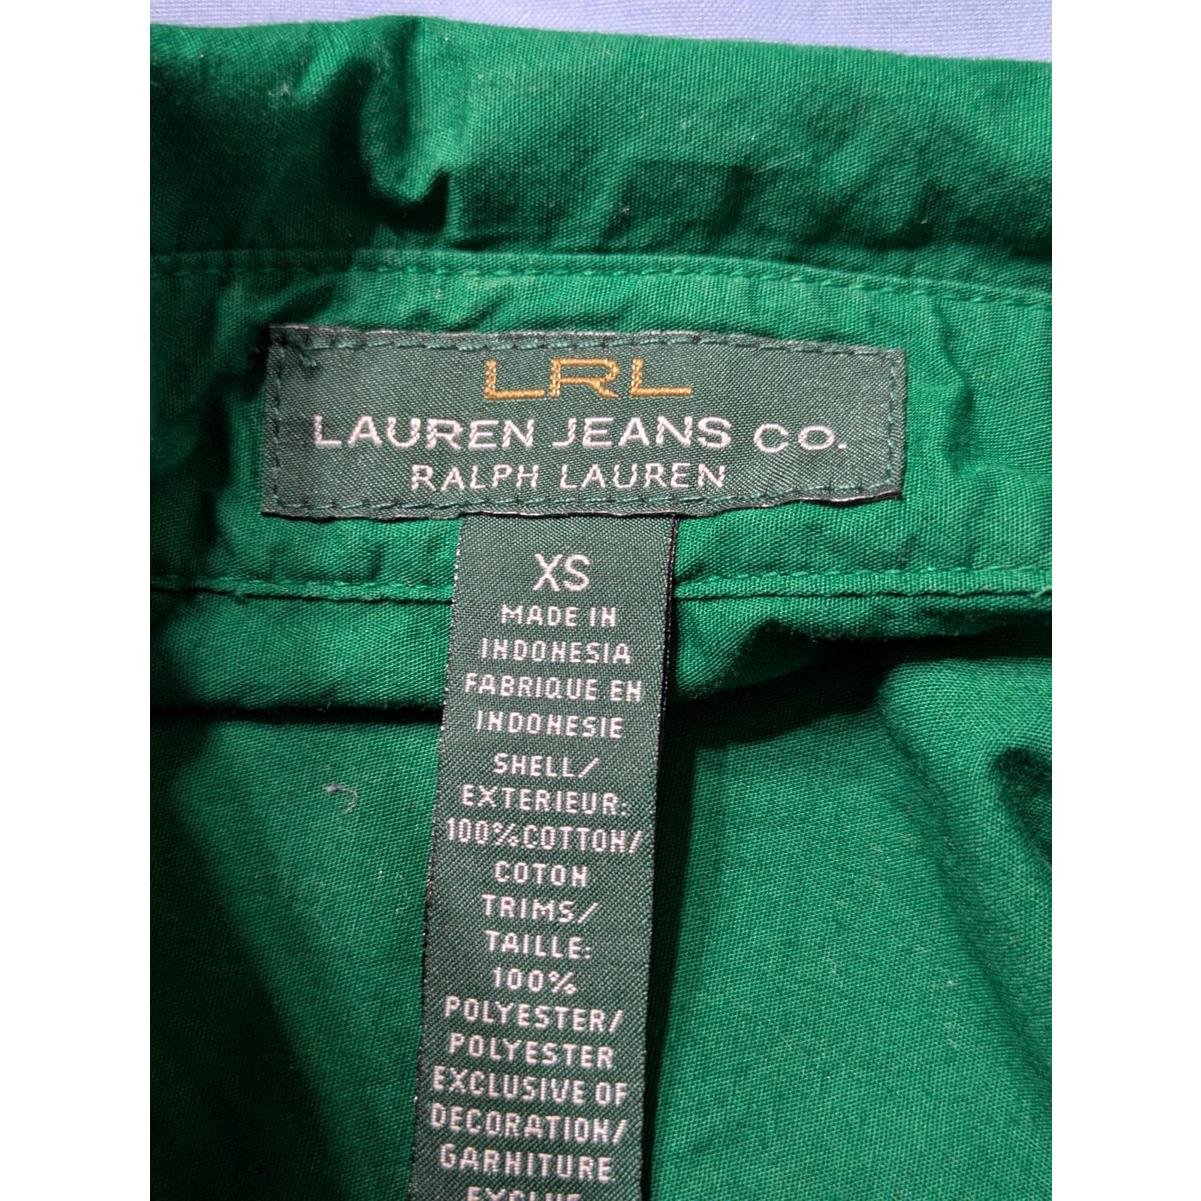 LRL
LAUREN JEANS CO.
RALPH LAUREN
XS
MADE IN
INDONESIA
FABRIQUE EN
INDONESIE
SHELL/
EXTERIEUR:
100%COTTON/
COTON
TRIMS/
TAILLE:
100%
POLYESTER/
POLYESTER
EXCLUSIVE OF
DECORATION/
GARNITURE
EXCLUE